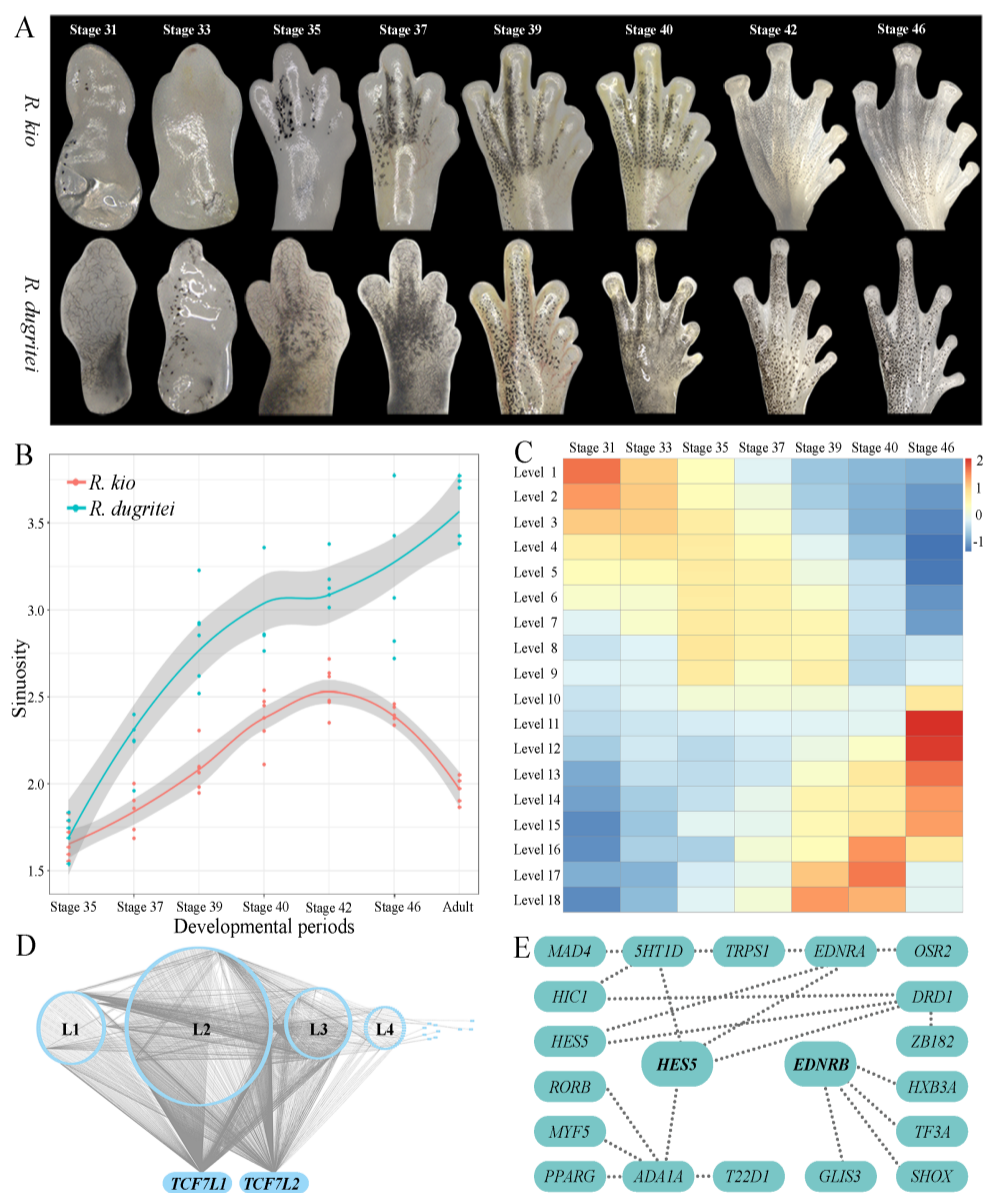 A
Stage 31 Stage 33 Stage 35 Stage 37 Stage 39 Stage 40 Stage 42 Stage 46
R. kio
R. dugritei
B
R. kio
R. dugritei
Sinuosity
3.5
3.0
2.5
2.0
1.5
Stage 35 Stage 37 Stage 39 Stage 40 Stage 42 Stage 46 Adult
Developmental periods
C
Stage 31 Stage 33 Stage 35 Stage 37 Stage 39 Stage 40 Stage 46
Level 1
Level 2
Level 3
Level 4
Level 5
Level 6
Level 7
Level 8
Level 9
Level 10
Level 11
Level 12
Level 13
Level 14
Level 15
Level 16
Level 17
Level 18
2
1
0
-1
D
L1 L2 L3 L4
TCF7L1 TCF7L2
E
MAD4 5HT1D TRPS1 EDNRA OSR2
HIC1 DRD1
HES5 ZB182
HES5 EDNRB
RORB HXB3A
MYF5 TF3A
PPARG ADA1A T22D1 GLIS3 SHOX